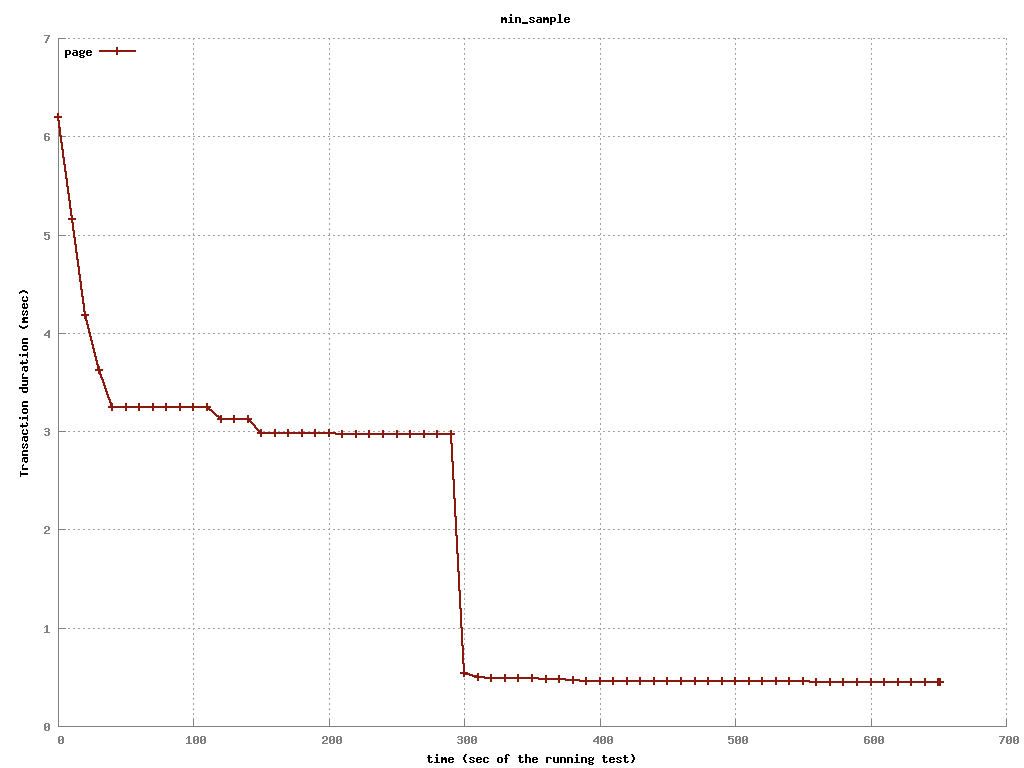 min_sample
7
page
6
5
4
3
2
1
0 100 200 300 400 500 600 700
Transaction duration (msec)
time (sec of the running test)